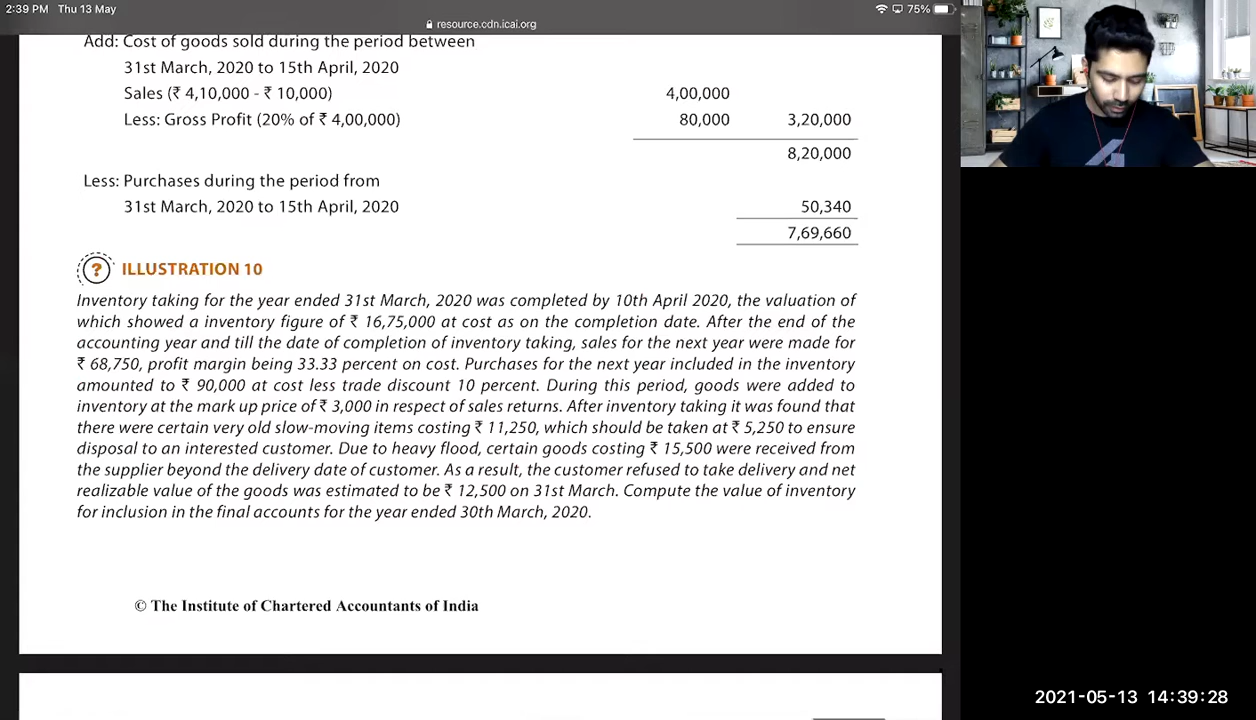 2:39 PM Thu 13 May
75%
resource.cdn.icai.org
Add: Cost of goods sold during the period between
31st March, 2020 to 15th April, 2020
Sales (₹ 4,10,000 - ₹ 10,000) 4,00,000
Less: Gross Profit (20% of ₹ 4,00,000) 80,000 3,20,000
8,20,000
Less: Purchases during the period from
31st March, 2020 to 15th April, 2020 50,340
7,69,660
? ILLUSTRATION 10
Inventory taking for the year ended 31st March, 2020 was completed by 10th April 2020, the valuation of
which showed a inventory figure of ₹ 16,75,000 at cost as on the completion date. After the end of the
accounting year and till the date of completion of inventory taking, sales for the next year were made for
₹ 68,750, profit margin being 33.33 percent on cost. Purchases for the next year included in the inventory
amounted to ₹ 90,000 at cost less trade discount 10 percent. During this period, goods were added to
inventory at the mark up price of ₹ 3,000 in respect of sales returns. After inventory taking it was found that
there were certain very old slow-moving items costing ₹ 11,250, which should be taken at ₹ 5,250 to ensure
disposal to an interested customer. Due to heavy flood, certain goods costing ₹ 15,500 were received from
the supplier beyond the delivery date of customer. As a result, the customer refused to take delivery and net
realizable value of the goods was estimated to be ₹ 12,500 on 31st March. Compute the value of inventory
for inclusion in the final accounts for the year ended 30th March, 2020.
© The Institute of Chartered Accountants of India
2021-05-13 14:39:28